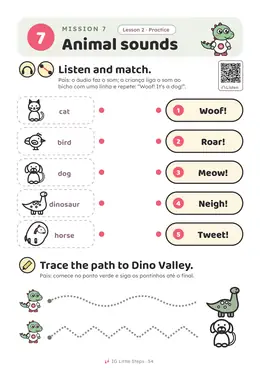 7
MISSION 7
Lesson 2 · Practice
Animal sounds
Listen and match.
Pais: o áudio faz o som; a criança liga o som ao
bicho com uma linha e repete: "Woof! It's a dog!".
Listen
cat
1 Woof!
bird
2 Roar!
dog
3 Meow!
dinosaur
4 Neigh!
horse
5 Tweet!
Trace the path to Dino Valley.
Pais: comece no ponto verde e siga os pontinhos até o final.
IG Little Steps · 34